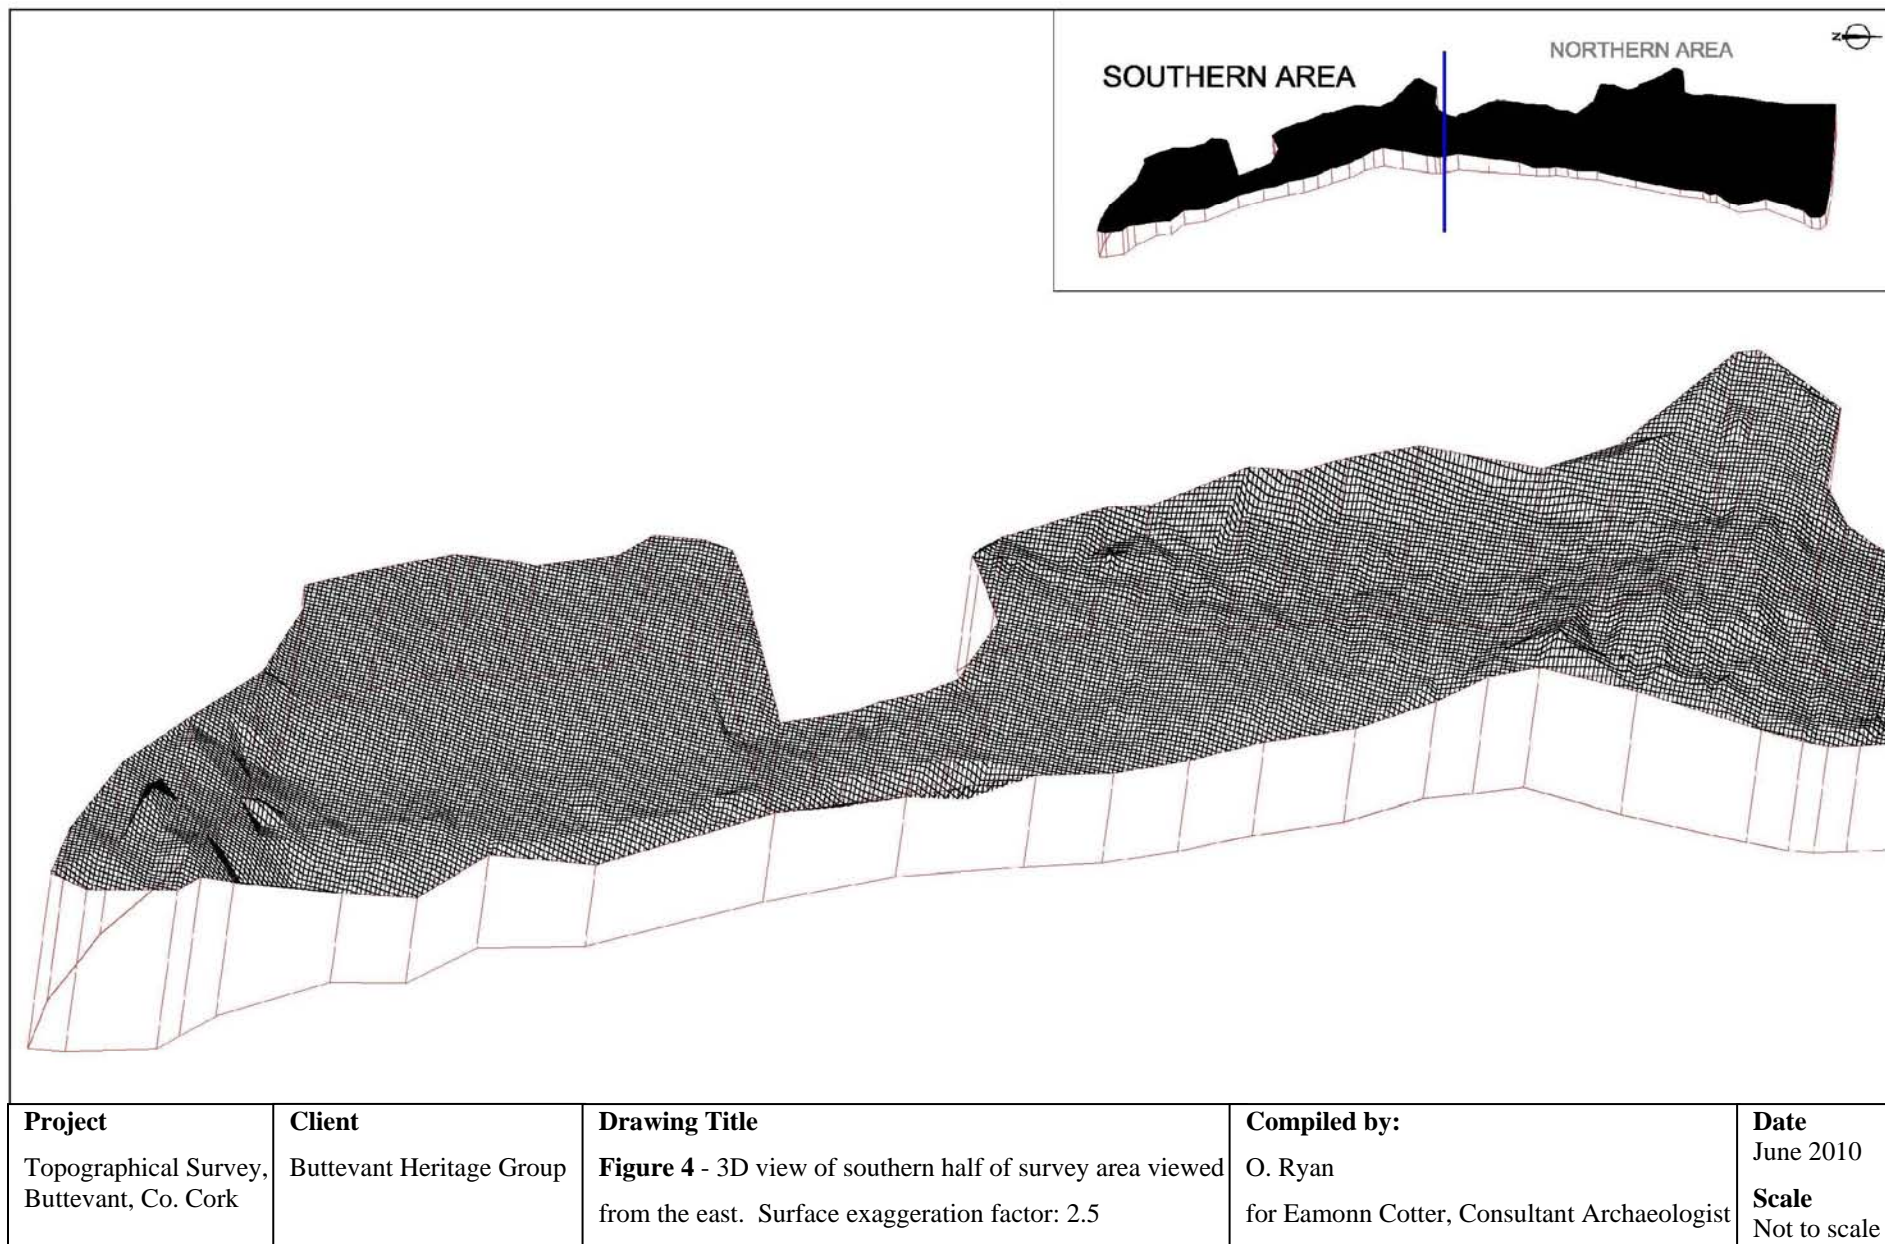 SOUTHERN AREA
NORTHERN AREA
N
Project
Topographical Survey,
Buttevant, Co. Cork
Client
Buttevant Heritage Group
Drawing Title
Figure 4 - 3D view of southern half of survey area viewed
from the east. Surface exaggeration factor: 2.5
Compiled by:
O. Ryan
for Eamonn Cotter, Consultant Archaeologist
Date
June 2010
Scale
Not to scale